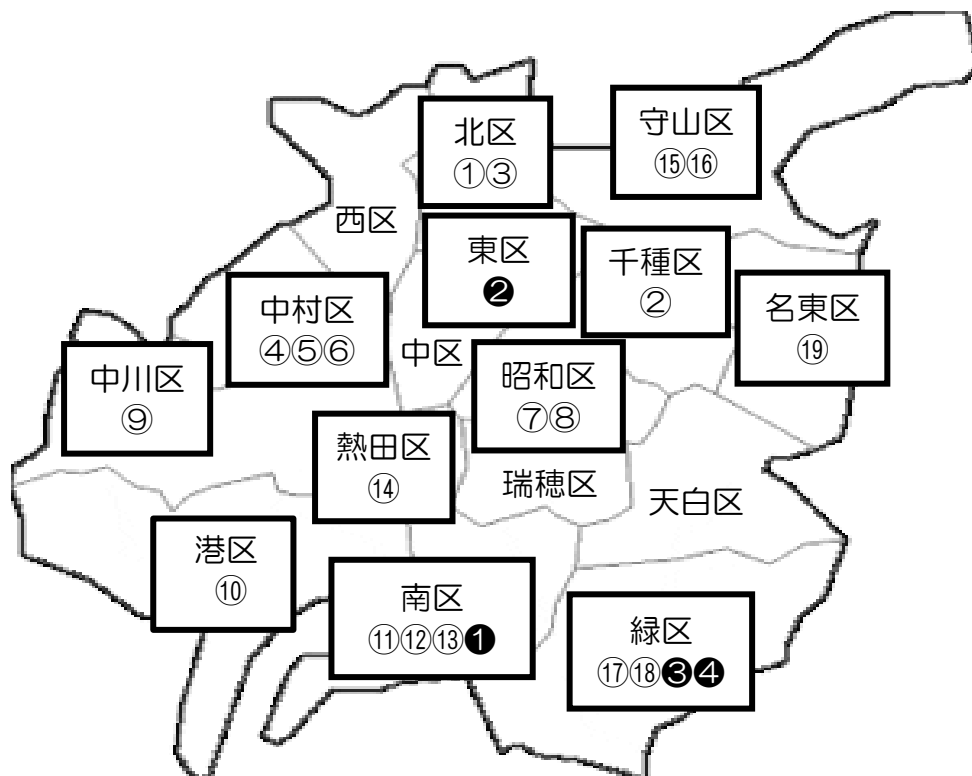 北区
①③
守山区
⑮⑯
西区
東区
❷
千種区
②
中村区
④⑤⑥
中区
名東区
⑲
中川区
⑨
昭和区
⑦⑧
熱田区
⑭
瑞穂区
天白区
港区
⑩
南区
⑪⑫⑬❶
緑区
⑰⑱❸❹